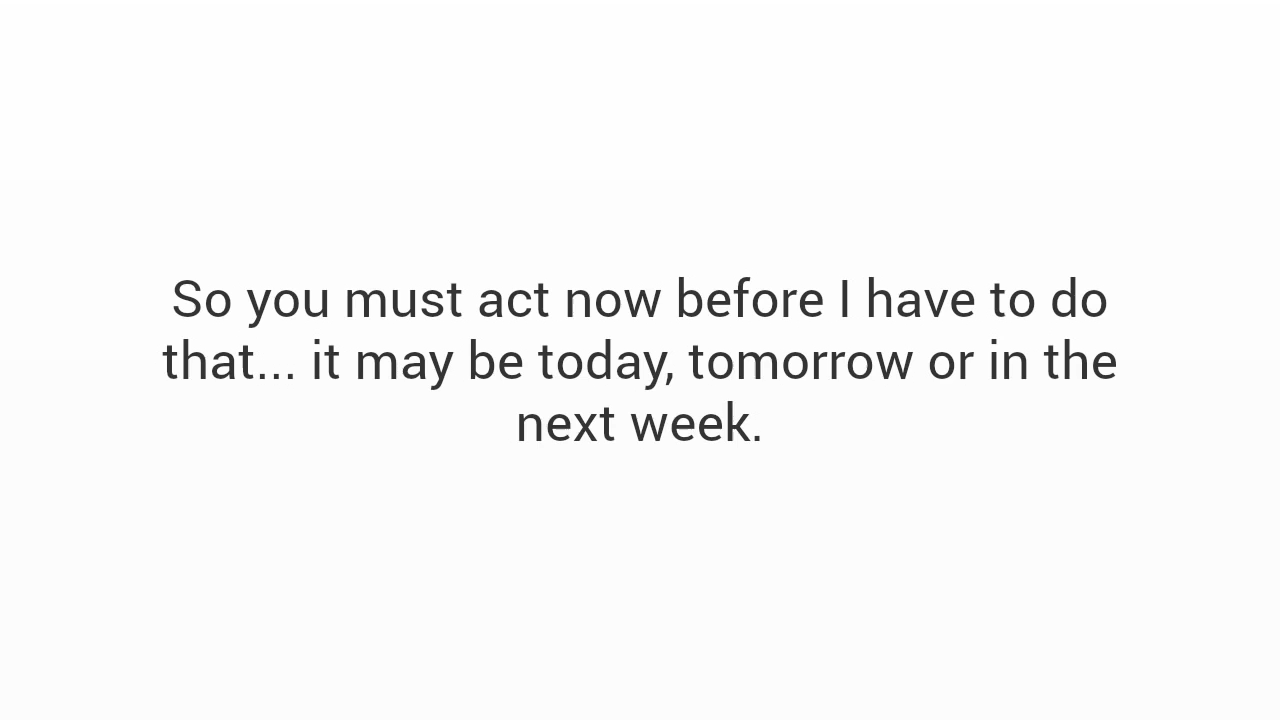 So you must act now before I have to do
that... it may be today, tomorrow or in the
next week.